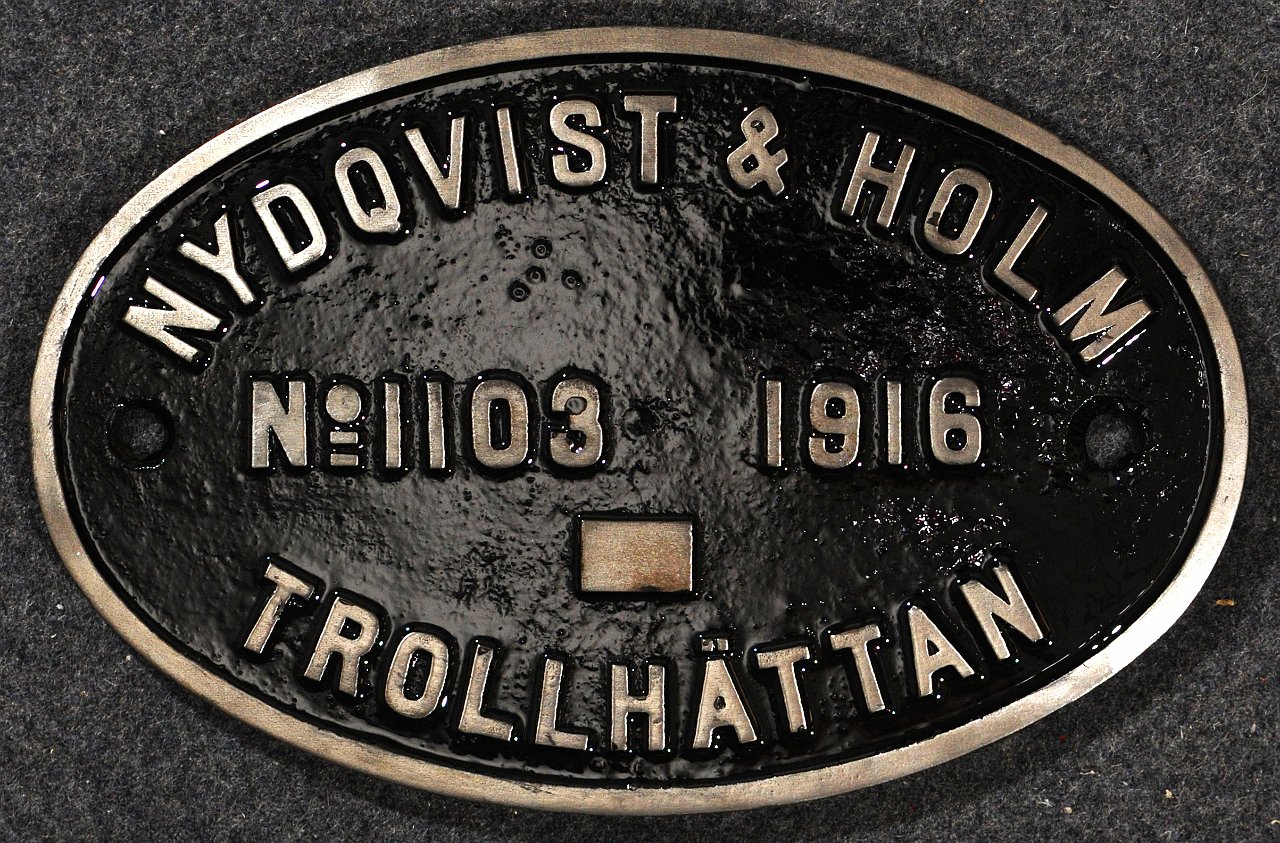 NYDQVIST & HOLM
No 1103 1916
TROLLHÄTTAN